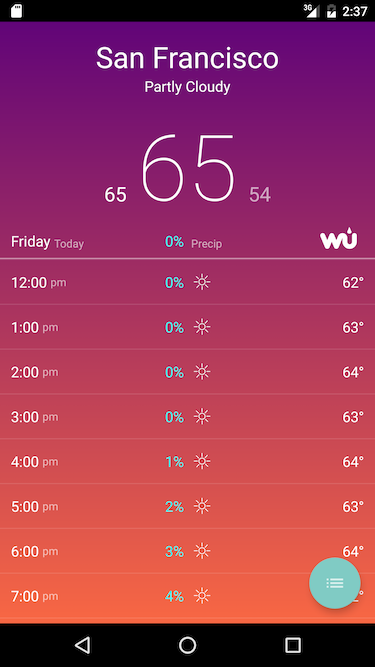 3G 2:37
San Francisco
Partly Cloudy
65 65 54
Friday Today 0% Precip wu
12:00 pm 0% 62°
1:00 pm 0% 63°
2:00 pm 0% 64°
3:00 pm 0% 63°
4:00 pm 1% 64°
5:00 pm 2% 63°
6:00 pm 3% 64°
7:00 pm 4%